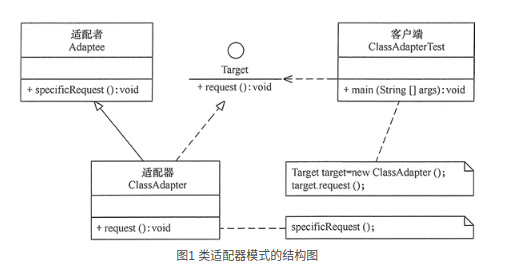 适配者
Adaptee
+ specificRequest (): void
Target
+ request (): void
客户端
ClassAdapterTest
+ main (String [] args): void
适配器
ClassAdapter
+ request (): void
Target target=new ClassAdapter ();
target.request ();
specificRequest ();
图1 类适配器模式的结构图